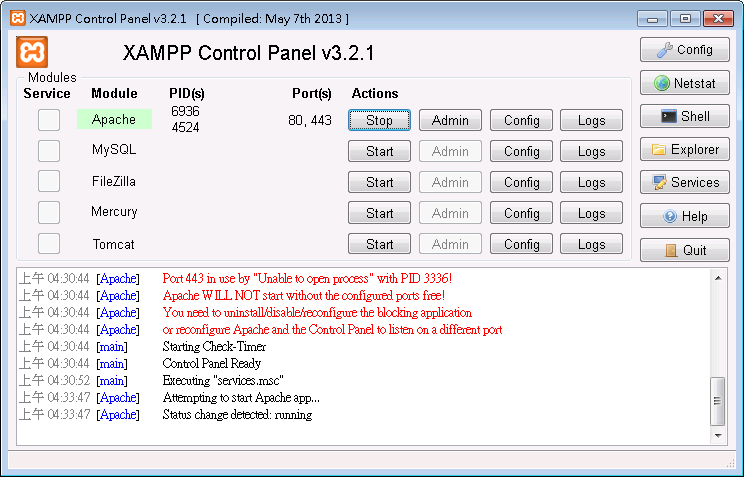 XAMPP Control Panel v3.2.1 [ Compiled: May 7th 2013 ]
XAMPP Control Panel v3.2.1
Config
Modules
Netstat
Service Module PID(s) Port(s) Actions
Apache 6936 4524 80, 443 Stop Admin Config Logs
Shell
MySQL Start Admin Config Logs
Explorer
FileZilla Start Admin Config Logs
Services
Mercury Start Admin Config Logs
Help
Tomcat Start Admin Config Logs
Quit
上午 04:30:44 [Apache] Port 443 in use by "Unable to open process" with PID 3336!
上午 04:30:44 [Apache] Apache WILL NOT start without the configured ports free!
上午 04:30:44 [Apache] You need to uninstall/disable/reconfigure the blocking application
上午 04:30:44 [Apache] or reconfigure Apache and the Control Panel to listen on a different port
上午 04:30:44 [main] Starting Check-Timer
上午 04:30:44 [main] Control Panel Ready
上午 04:30:52 [main] Executing "services.msc"
上午 04:33:47 [Apache] Attempting to start Apache app...
上午 04:33:47 [Apache] Status change detected: running